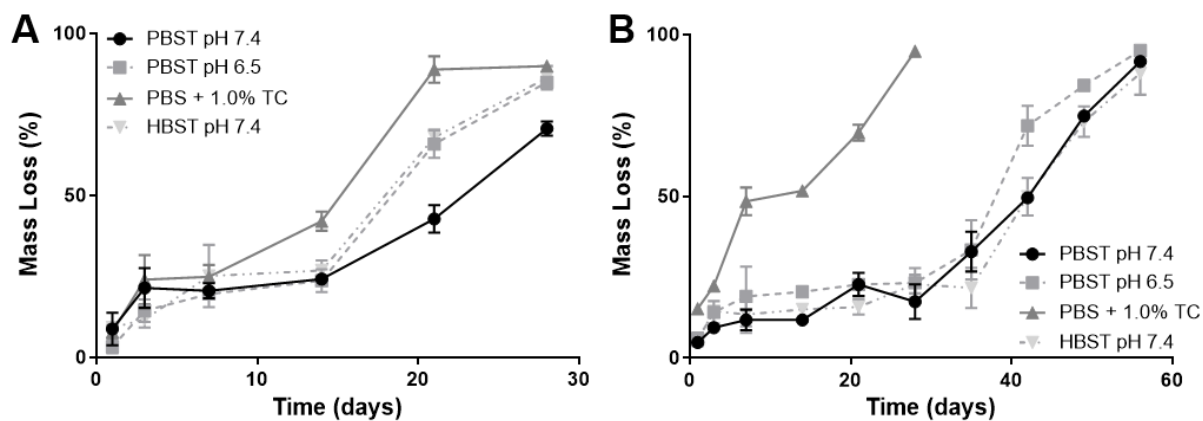 A
PBST pH 7.4
PBST pH 6.5
PBS + 1.0% TC
HBST pH 7.4
100
50
0
Mass Loss (%)
0
10
20
30
Time (days)
B
100
50
0
Mass Loss (%)
PBST pH 7.4
PBST pH 6.5
PBS + 1.0% TC
HBST pH 7.4
0
20
40
60
Time (days)